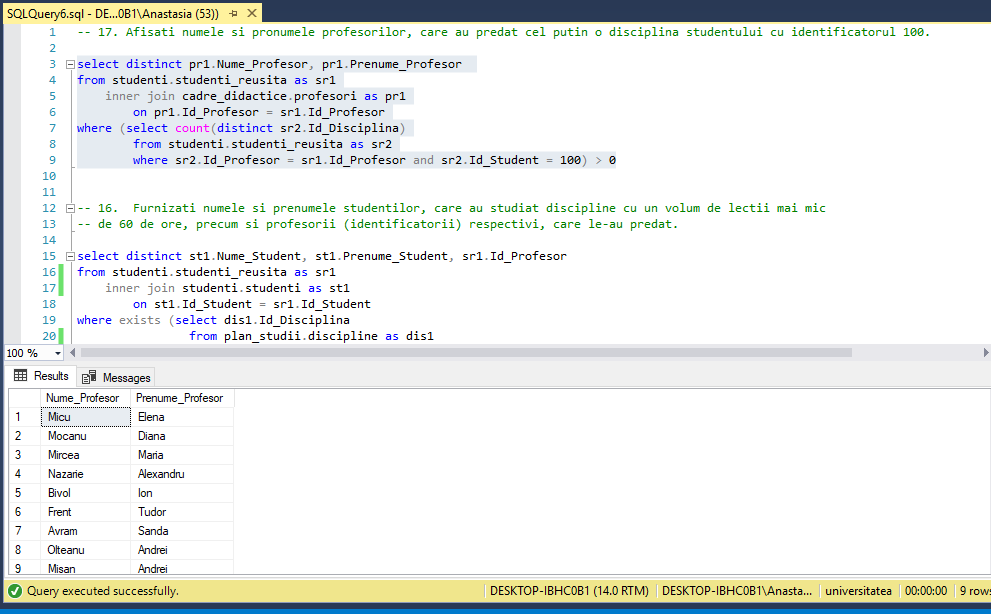 SQLQuery6.sql - DE...0B1\Anastasia (53))
1 -- 17. Afisati numele si pronumele profesorilor, care au predat cel putin o disciplina studentului cu identificatorul 100.
2
3 select distinct pr1.Nume_Profesor, pr1.Prenume_Profesor
4 from studenti.studenti_reusita as sr1
5 inner join cadre_didactice.profesori as pr1
6 on pr1.Id_Profesor = sr1.Id_Profesor
7 where (select count(distinct sr2.Id_Disciplina)
8 from studenti.studenti_reusita as sr2
9 where sr2.Id_Profesor = sr1.Id_Profesor and sr2.Id_Student = 100) > 0
10
11
12 -- 16. Furnizati numele si prenumele studentilor, care au studiat discipline cu un volum de lectii mai mic
13 -- de 60 de ore, precum si profesorii (identificatorii) respectivi, care le-au predat.
14
15 select distinct st1.Nume_Student, st1.Prenume_Student, sr1.Id_Profesor
16 from studenti.studenti_reusita as sr1
17 inner join studenti.studenti as st1
18 on st1.Id_Student = sr1.Id_Student
19 where exists (select dis1.Id_Disciplina
20 from plan_studii.discipline as dis1
100 %
Results Messages
Nume_Profesor Prenume_Profesor
1 Micu Elena
2 Mocanu Diana
3 Mircea Maria
4 Nazarie Alexandru
5 Bivol Ion
6 Frent Tudor
7 Avram Sanda
8 Olteanu Andrei
9 Misan Andrei
Query executed successfully. DESKTOP-IBHC0B1 (14.0 RTM) DESKTOP-IBHC0B1\Anasta... universitatea 00:00:00 9 rows